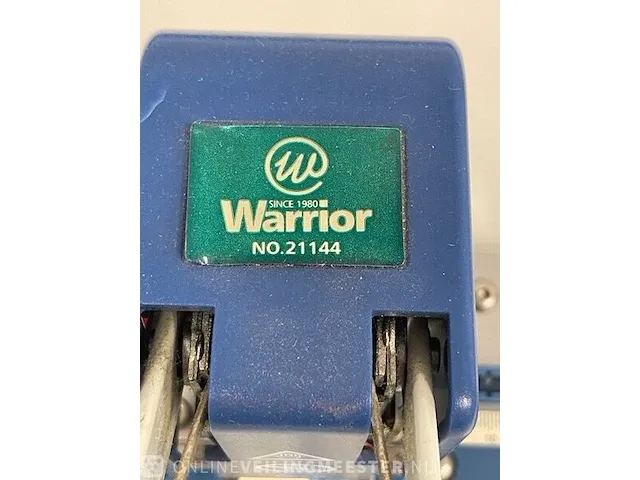 W
SINCE 1980
Warrior
NO.21144
ONLINEVEILINGMEESTER.NL